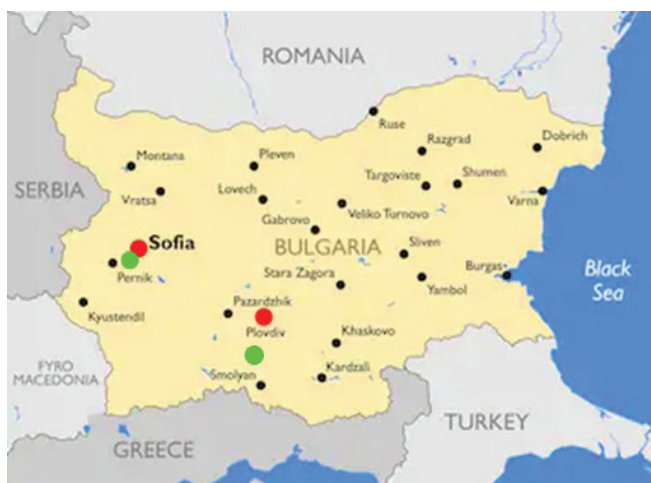 ROMANIA
Ruse
Razgrad
Dobrich
Montana
Pleven
SERBIA
Vratsa
Lovech
Targoviste
Shumen
Varna
Gabrovo
Veliko Turnovo
Sofia
BULGARIA
Sliven
Pernik
Stara Zagora
Burgas
Black
Sea
Yambol
Kyustendil
Pazardzhik
Plovdiv
Khaskovo
FYRO
MACEDONIA
Smolyan
Kardzali
TURKEY
GREECE